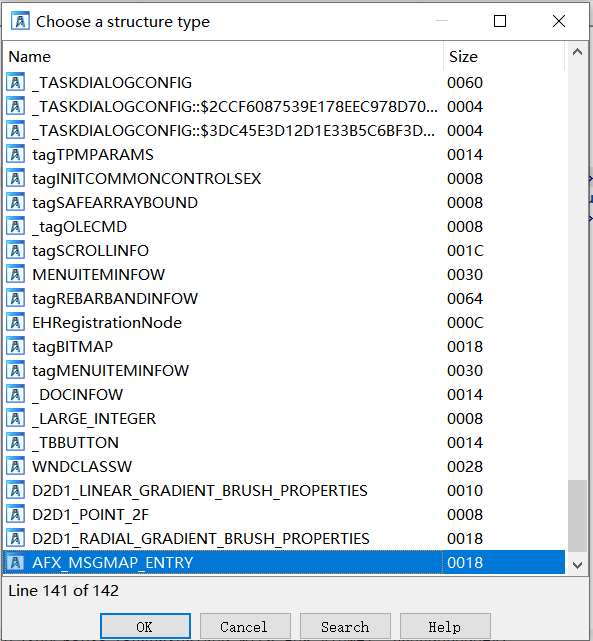 Choose a structure type
Name Size
_TASKDIALOGCONFIG 0060
_TASKDIALOGCONFIG::$2CCF6087539E178EEC978D70... 0004
_TASKDIALOGCONFIG::$3DC45E3D12D1E33B5C6BF3D... 0004
tagTPMPARAMS 0014
tagINITCOMMONCONTROLSEX 0008
tagSAFEARRAYBOUND 0008
_tagOLECMD 0008
tagSCROLLINFO 001C
MENUITEMINFOW 0030
tagREBARBANDINFOW 0064
EHRegistrationNode 000C
tagBITMAP 0018
tagMENUITEMINFOW 0030
_DOCINFOW 0014
_LARGE_INTEGER 0008
_TBBUTTON 0014
WNDCLASSW 0028
D2D1_LINEAR_GRADIENT_BRUSH_PROPERTIES 0010
D2D1_POINT_2F 0008
D2D1_RADIAL_GRADIENT_BRUSH_PROPERTIES 0018
AFX_MSGMAP_ENTRY 0018
Line 141 of 142
OK Cancel Search Help